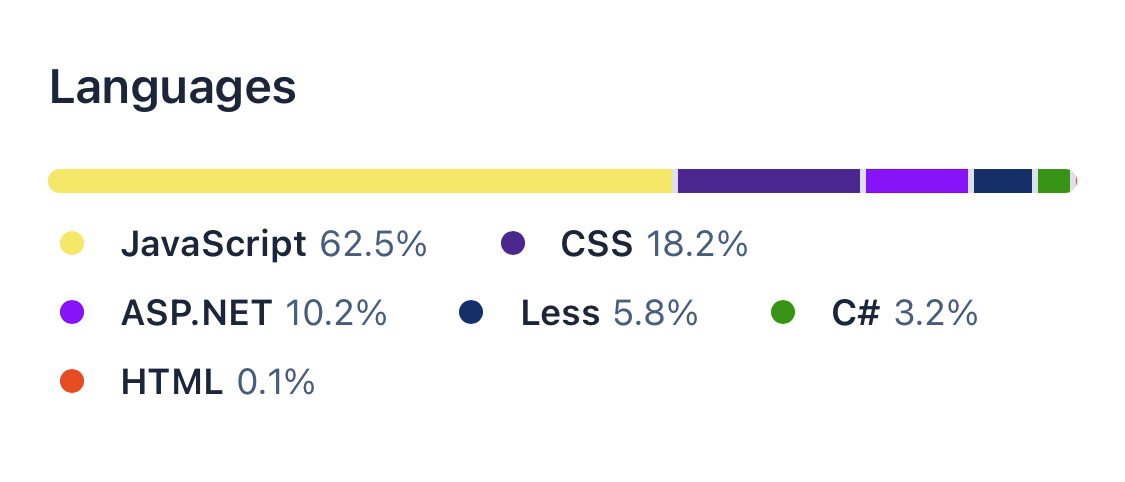 Languages
JavaScript 62.5% CSS 18.2%
ASP.NET 10.2% Less 5.8% C# 3.2%
HTML 0.1%